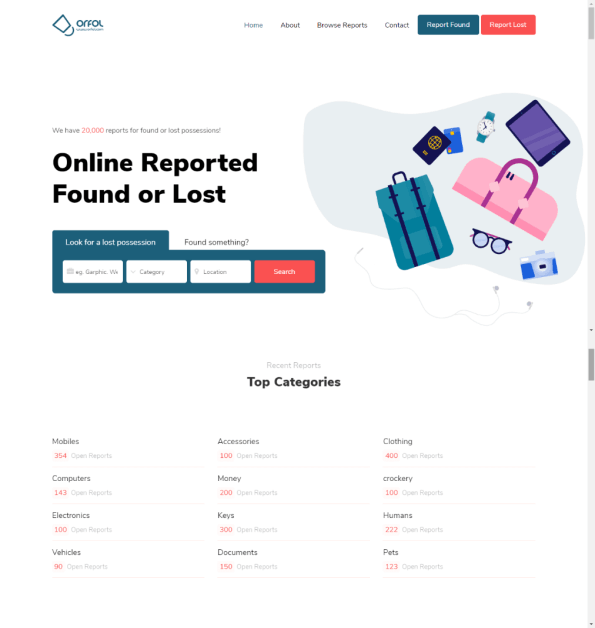 ORFOL
Home About Browse Reports Contact Report Found Report Lost
We have 20,000 reports for found or lost possessions!
Online Reported
Found or Lost
Look for a lost possession Found something?
eg. Garphic. We Category Location Search
Recent Reports
Top Categories
Mobiles Accessories Clothing
354 Open Reports 100 Open Reports 400 Open Reports
Computers Money crockery
143 Open Reports 200 Open Reports 100 Open Reports
Electronics Keys Humans
100 Open Reports 300 Open Reports 222 Open Reports
Vehicles Documents Pets
90 Open Reports 150 Open Reports 123 Open Reports